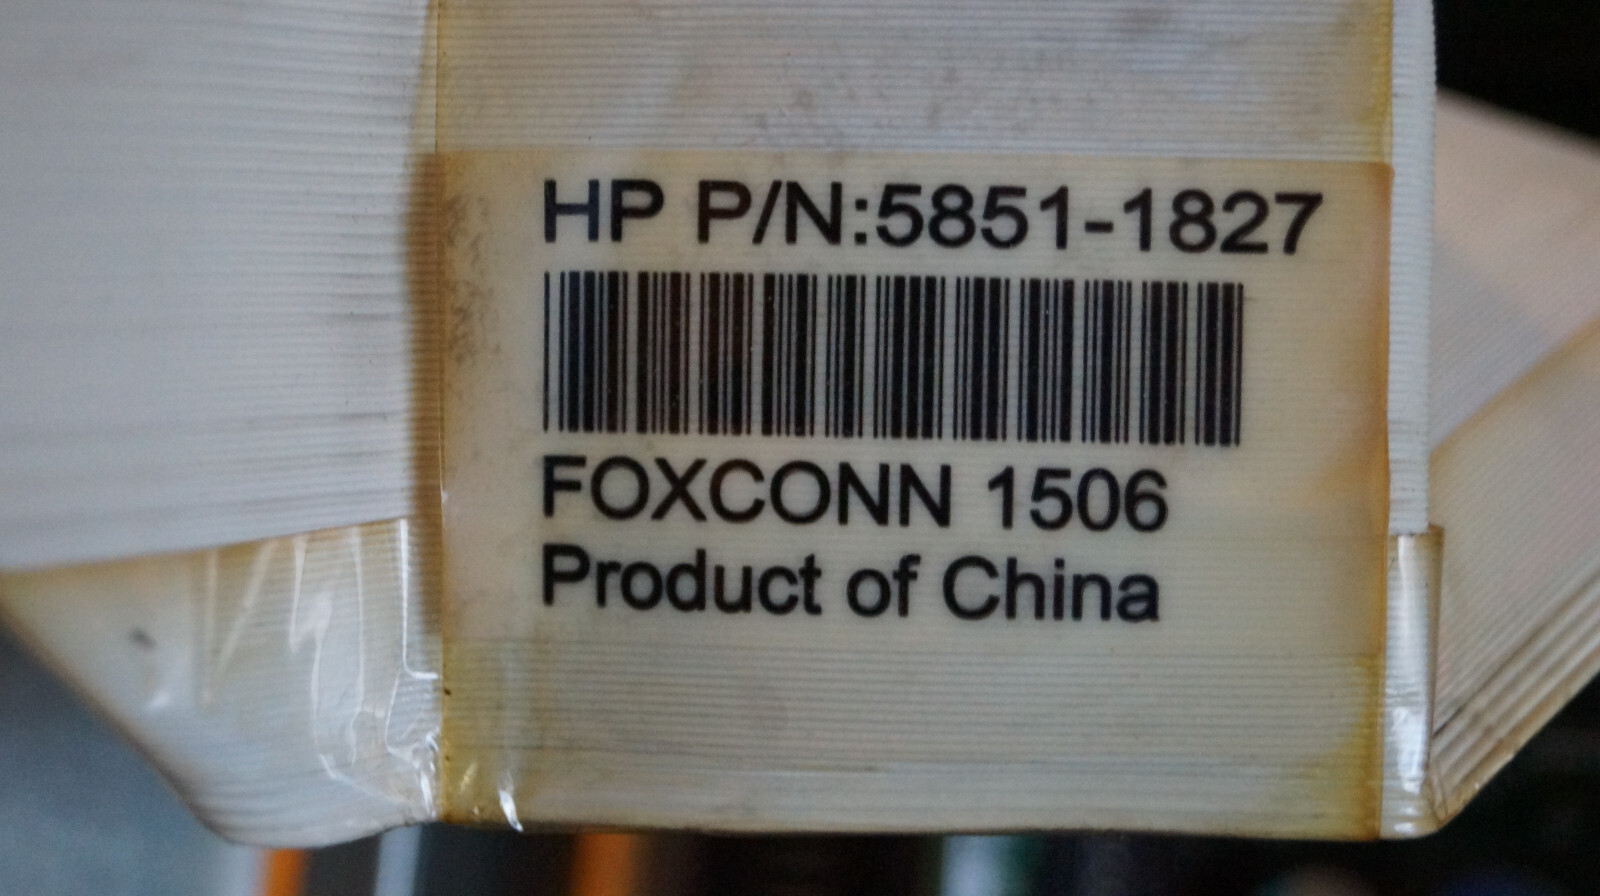 HP P/N:5851-1827
FOXCONN 1506
Product of China